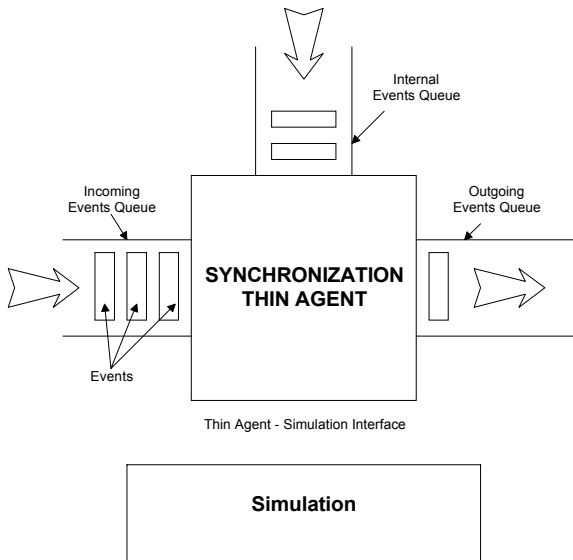 Internal
Events Queue
Incoming
Events Queue
Outgoing
Events Queue
SYNCHRONIZATION
THIN AGENT
Events
Thin Agent - Simulation Interface
Simulation